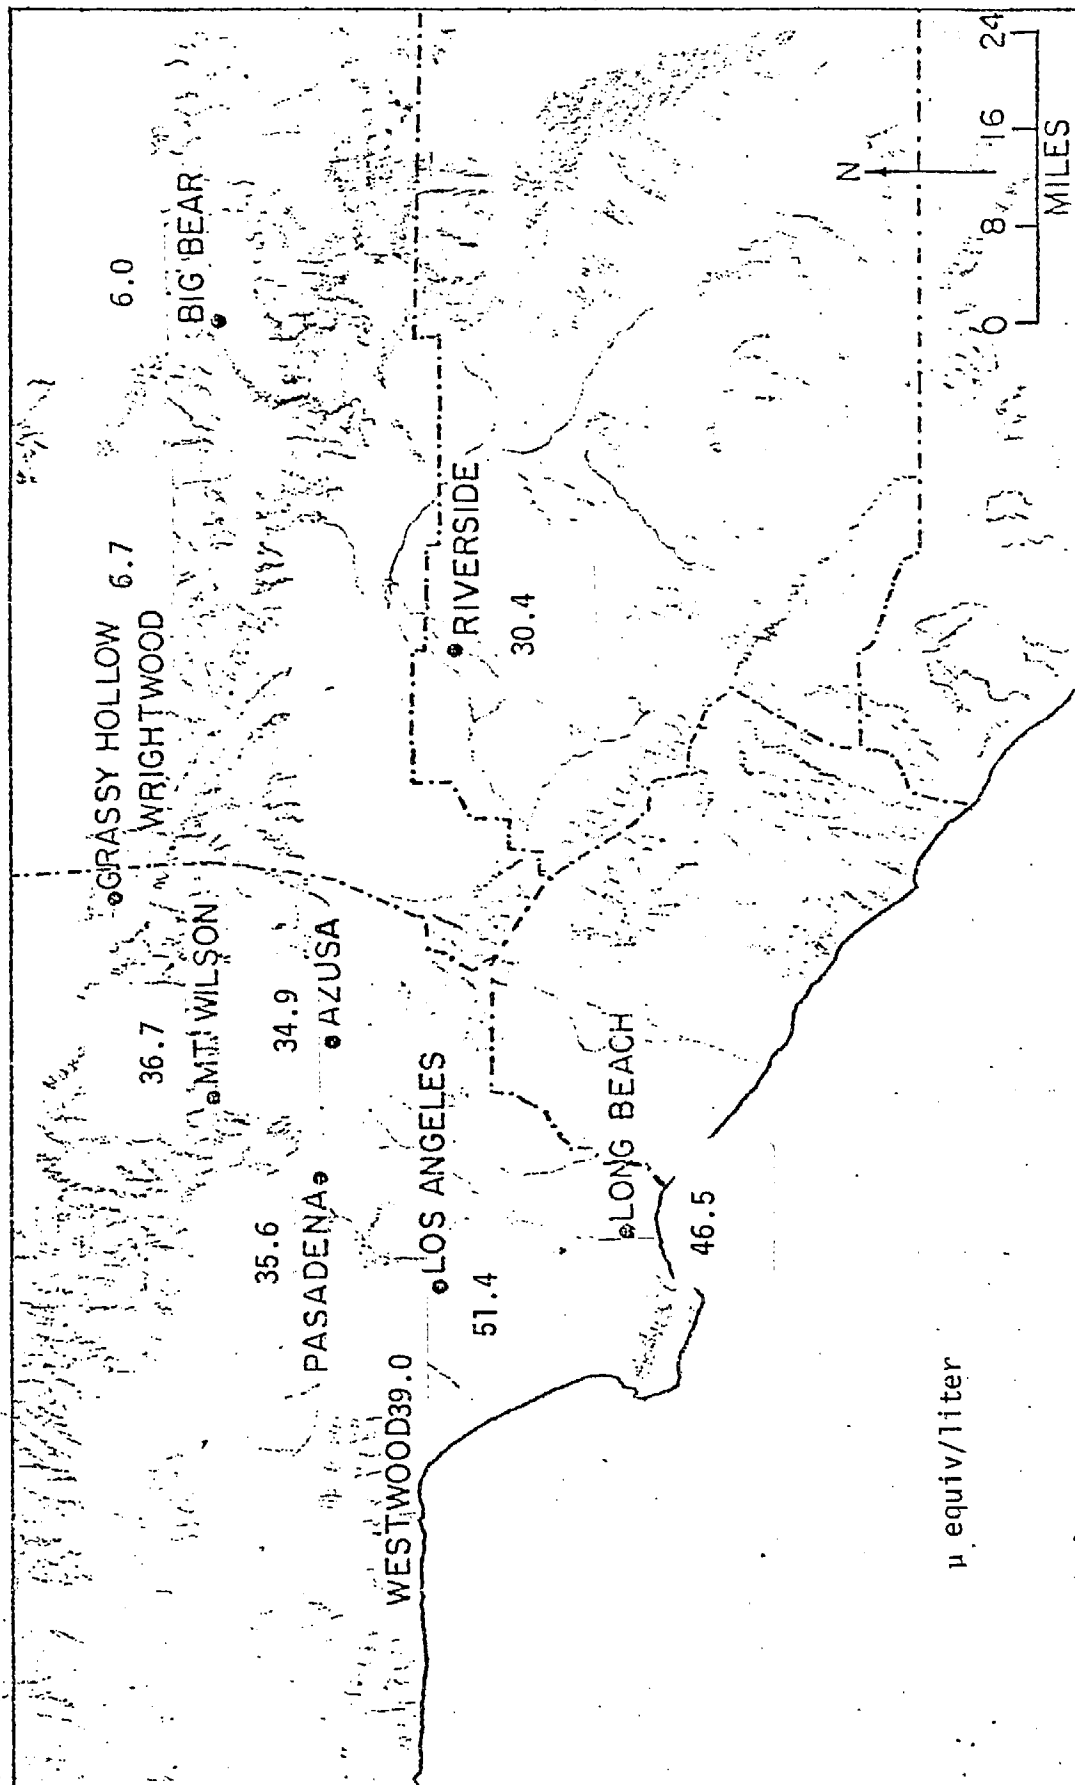 GRASSY HOLLOW 6.7
WRIGHTWOOD
6.0
BIG BEAR
36.7
MT. WILSON
34.9
AZUSA
35.6
PASADENA
WESTWOOD 39.0
LOS ANGELES
51.4
RIVERSIDE
30.4
LONG BEACH
46.5
N
0 8 16 24
MILES
μ equiv/liter